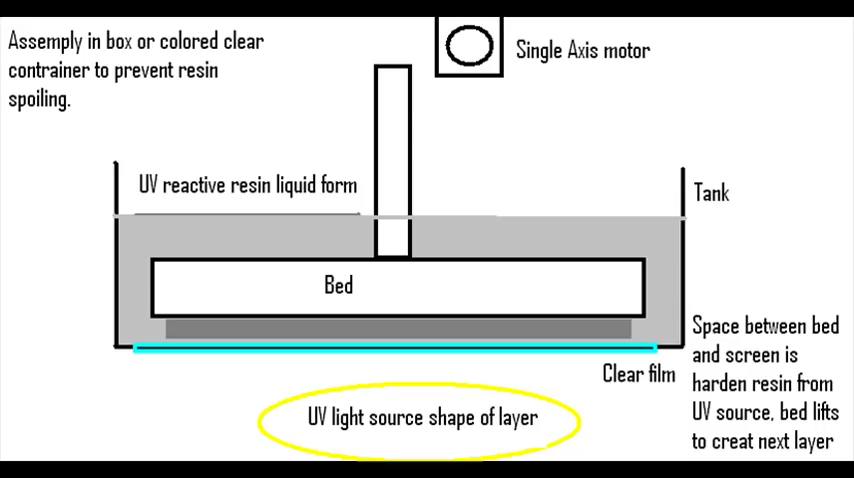 Assemply in box or colored clear
contrainer to prevent resin
spoiling.
Single Axis motor
UV reactive resin liquid form
Tank
Bed
Space between bed
and screen is
harden resin from
UV source, bed lifts
to creat next layer
Clear film
UV light source shape of layer